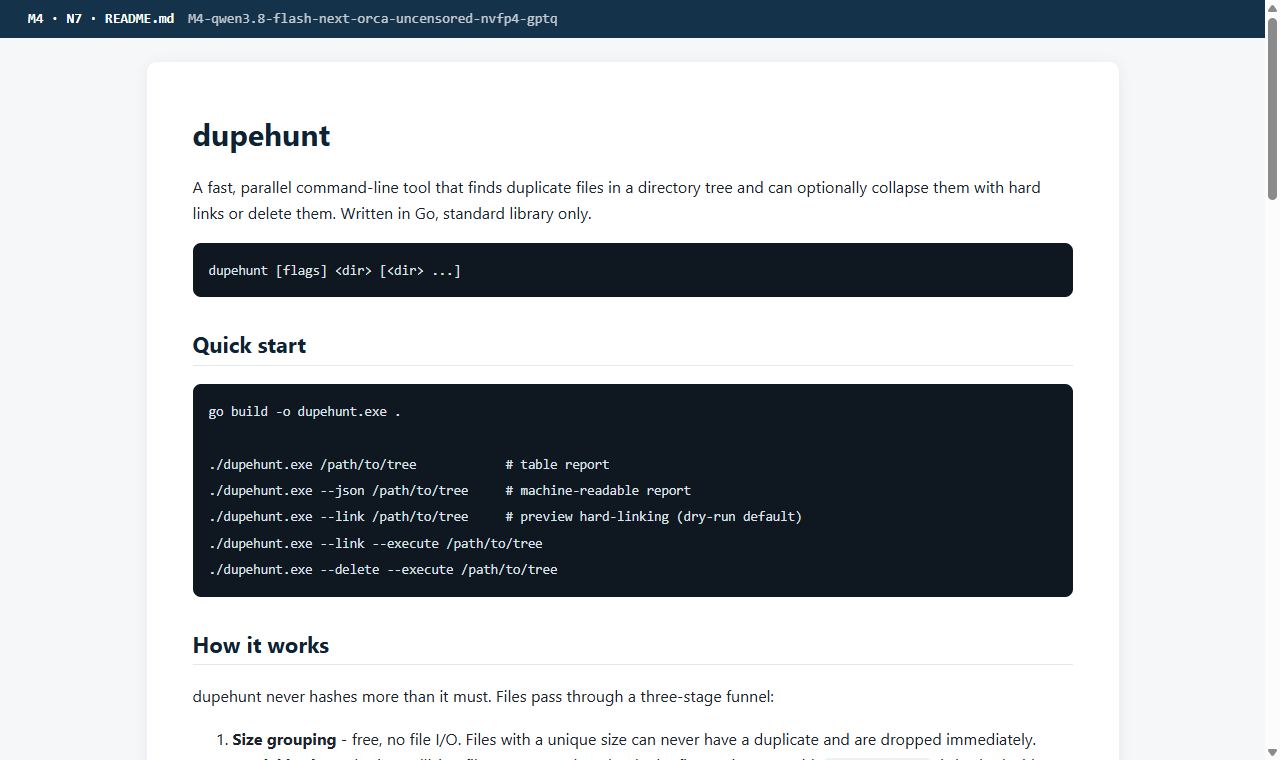 M4 · N7 · README.md M4-qwen3.8-flash-next-orca-uncensored-nvfp4-gptq
dupehunt
A fast, parallel command-line tool that finds duplicate files in a directory tree and can optionally collapse them with hard
links or delete them. Written in Go, standard library only.
dupehunt [flags] <dir> [<dir> ...]
Quick start
go build -o dupehunt.exe .
./dupehunt.exe /path/to/tree            # table report
./dupehunt.exe --json /path/to/tree     # machine-readable report
./dupehunt.exe --link /path/to/tree     # preview hard-linking (dry-run default)
./dupehunt.exe --link --execute /path/to/tree
./dupehunt.exe --delete --execute /path/to/tree
How it works
dupehunt never hashes more than it must. Files pass through a three-stage funnel:
1. Size grouping - free, no file I/O. Files with a unique size can never have a duplicate and are dropped immediately.